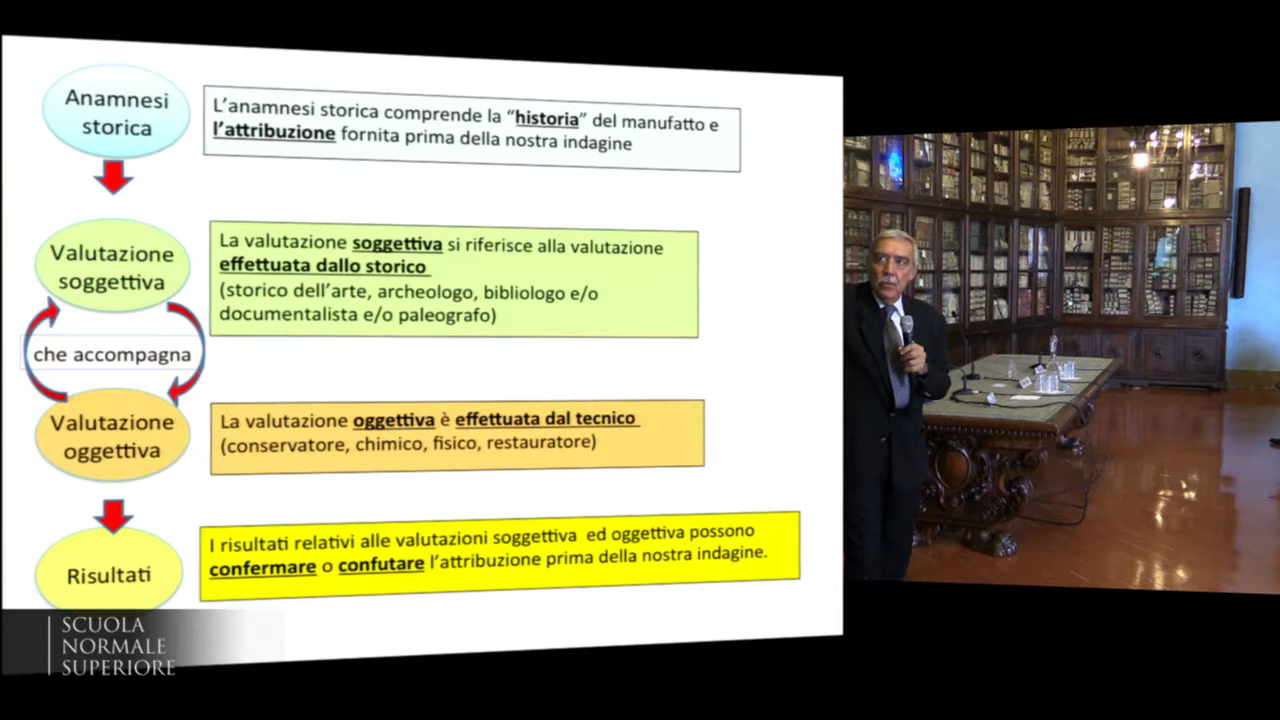 Anamnesi
storica
L'anamnesi storica comprende la “historia” del manufatto e
l'attribuzione fornita prima della nostra indagine
Valutazione
soggettiva
La valutazione soggettiva si riferisce alla valutazione
effettuata dallo storico
(storico dell'arte, archeologo, bibliologo e/o
documentalista e/o paleografo)
che accompagna
Valutazione
oggettiva
La valutazione oggettiva è effettuata dal tecnico
(conservatore, chimico, fisico, restauratore)
Risultati
I risultati relativi alle valutazioni soggettiva ed oggettiva possono
confermare o confutare l'attribuzione prima della nostra indagine.
SCUOLA
NORMALE
SUPERIORE